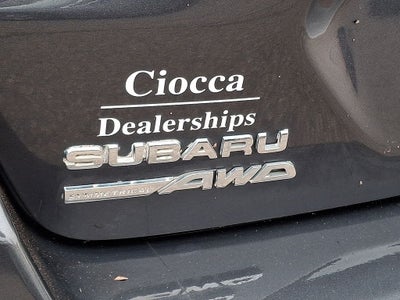 Ciocca
Dealerships
SUBARU
SYMMETRICAL AWD